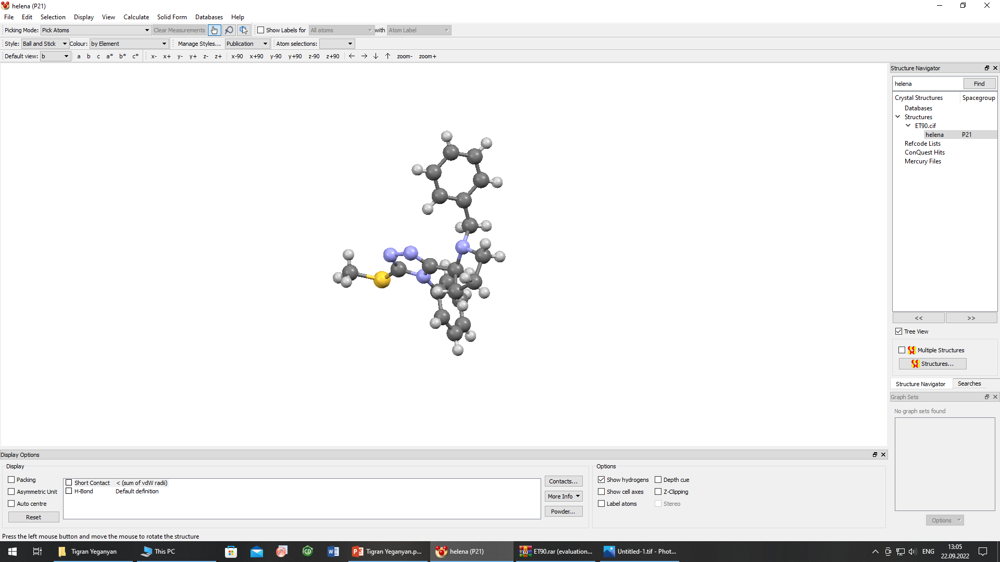 helena (P21)
File Edit Selection Display View Calculate Solid Form Databases Help
Picking Mode: Pick Atoms Clear Measurements Show Labels for All atoms with Atom Label
Style: Ball and Stick Colour: by Element Manage Styles... Publication Atom selections:
Default view: b a b c a* b* c* x- x+ y- y+ z- z+ x-90 x+90 y-90 y+90 z-90 z+90 ← → ↓ ↑ zoom- zoom+
Structure Navigator
helena Find
Crystal Structures Spacegroup
Databases
Structures
ET90.cif
helena P21
Refcode Lists
ConQuest Hits
Mercury Files
<< >>
Tree View
Multiple Structures
Structures...
Structure Navigator Searches
Graph Sets
No graph sets found
Options
Display Options
Display
Packing
Asymmetric Unit
Auto centre
Reset
Short Contact < (sum of vdW radii)
H-Bond Default definition
Contacts...
More Info
Powder...
Options
Show hydrogens Depth cue
Show cell axes Z-Clipping
Label atoms Stereo
Press the left mouse button and move the mouse to rotate the structure
Tigran Yeganyan This PC CD W P Tigran Yeganyan.p... helena (P21) ET90.rar (evaluation... Untitled-1.tif - Phot... ENG
13:05
22.09.2022